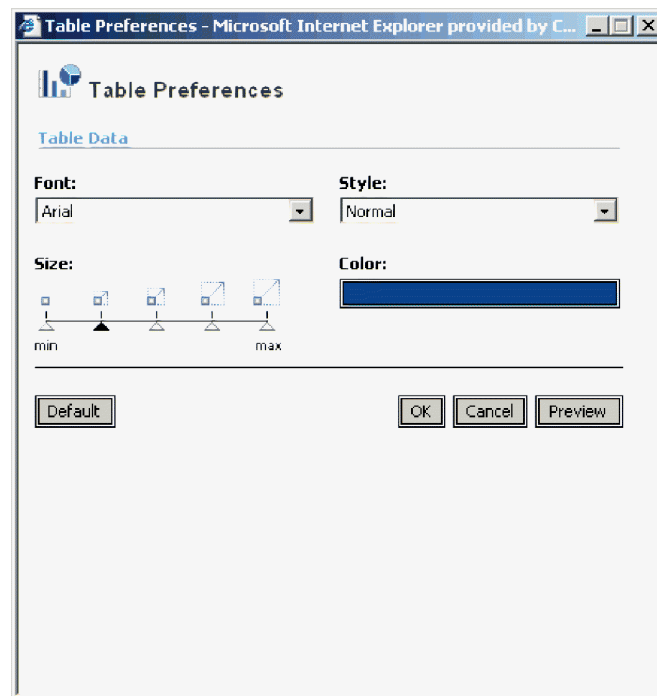 Table Preferences - Microsoft Internet Explorer provided by C...
Table Preferences
Table Data
Font:
Style:
Arial
Normal
Size:
Color:
min
max
Default
OK
Cancel
Preview